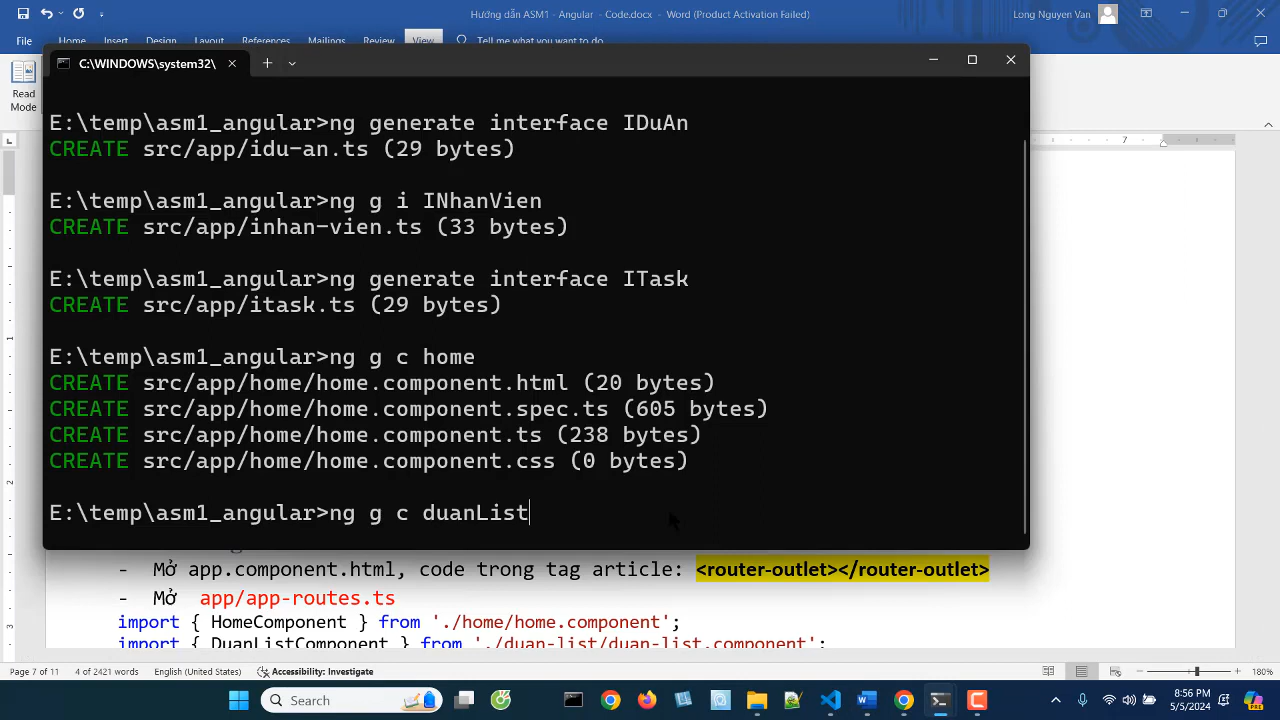 Hướng dẫn ASM1 - Angular - Code.docx - Word (Product Activation Failed)
Long Nguyen Van
File Home Insert Design Layout References Mailings Review View Tell me what you want to do
Read
Mode
C:\WINDOWS\system32\
E:\temp\asm1_angular>ng generate interface IDuAn
CREATE src/app/idu-an.ts (29 bytes)
E:\temp\asm1_angular>ng g i INhanVien
CREATE src/app/inhan-vien.ts (33 bytes)
E:\temp\asm1_angular>ng generate interface ITask
CREATE src/app/itask.ts (29 bytes)
E:\temp\asm1_angular>ng g c home
CREATE src/app/home/home.component.html (20 bytes)
CREATE src/app/home/home.component.spec.ts (605 bytes)
CREATE src/app/home/home.component.ts (238 bytes)
CREATE src/app/home/home.component.css (0 bytes)
E:\temp\asm1_angular>ng g c duanList
7
1
2
3
- Mở app.component.html, code trong tag article: <router-outlet></router-outlet>
- Mở app/app-routes.ts
import { HomeComponent } from './home/home.component';
import { DuanListComponent } from './duan-list/duan-list.component';
Page 7 of 11 4 of 2421 words English (United States) Accessibility: Investigate 180%
Search
8:56 PM
5/5/2024